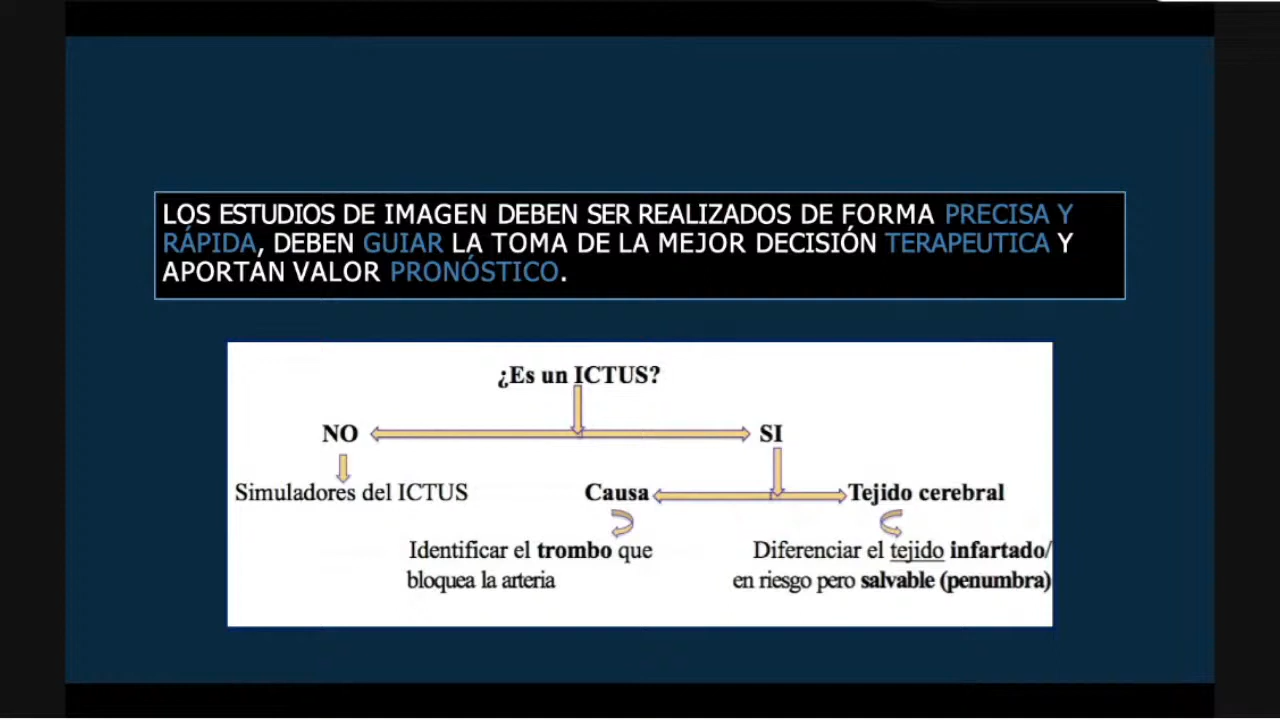 LOS ESTUDIOS DE IMAGEN DEBEN SER REALIZADOS DE FORMA PRECISA Y
RÁPIDA, DEBEN GUIAR LA TOMA DE LA MEJOR DECISIÓN TERAPEUTICA Y
APORTAN VALOR PRONÓSTICO.
¿Es un ICTUS?
NO
SI
Simuladores del ICTUS
Causa
Tejido cerebral
Identificar el trombo que
bloquea la arteria
Diferenciar el tejido infartado/
en riesgo pero salvable (penumbra)